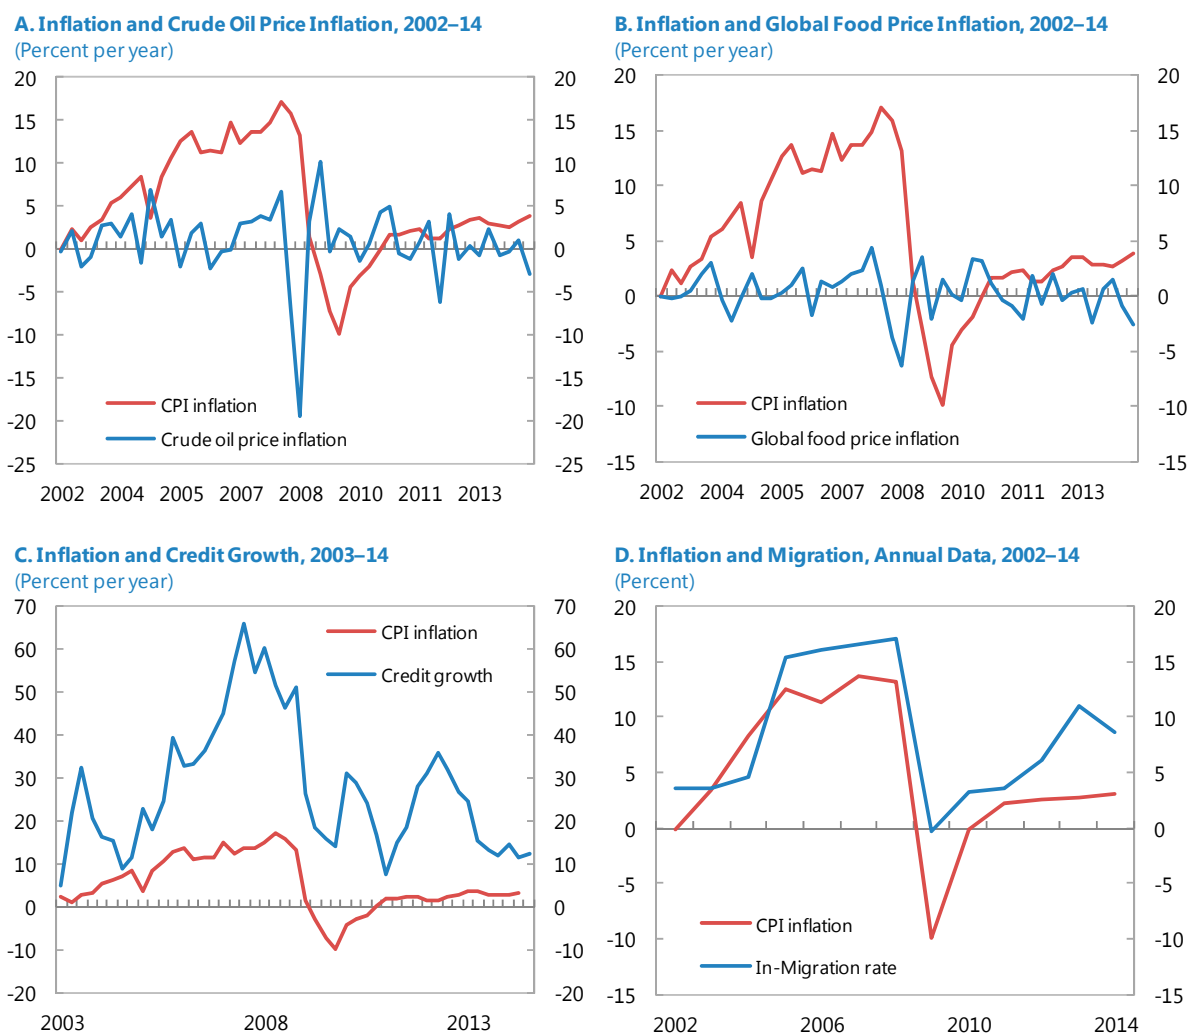 A. Inflation and Crude Oil Price Inflation, 2002–14
(Percent per year)
20 20
15 15
10 10
5 5
0 0
-5 -5
-10 -10
-15 -15
-20 -20
-25 -25
CPI inflation
Crude oil price inflation
2002 2004 2005 2007 2008 2010 2011 2013
B. Inflation and Global Food Price Inflation, 2002–14
(Percent per year)
20 20
15 15
10 10
5 5
0 0
-5 -5
-10 -10
-15 -15
CPI inflation
Global food price inflation
2002 2004 2005 2007 2008 2010 2011 2013
C. Inflation and Credit Growth, 2003–14
(Percent per year)
70 70
60 60
50 50
40 40
30 30
20 20
10 10
0 0
-10 -10
-20 -20
CPI inflation
Credit growth
2003 2008 2013
D. Inflation and Migration, Annual Data, 2002–14
(Percent)
20 20
15 15
10 10
5 5
0 0
-5 -5
-10 -10
-15 -15
CPI inflation
In-Migration rate
2002 2006 2010 2014